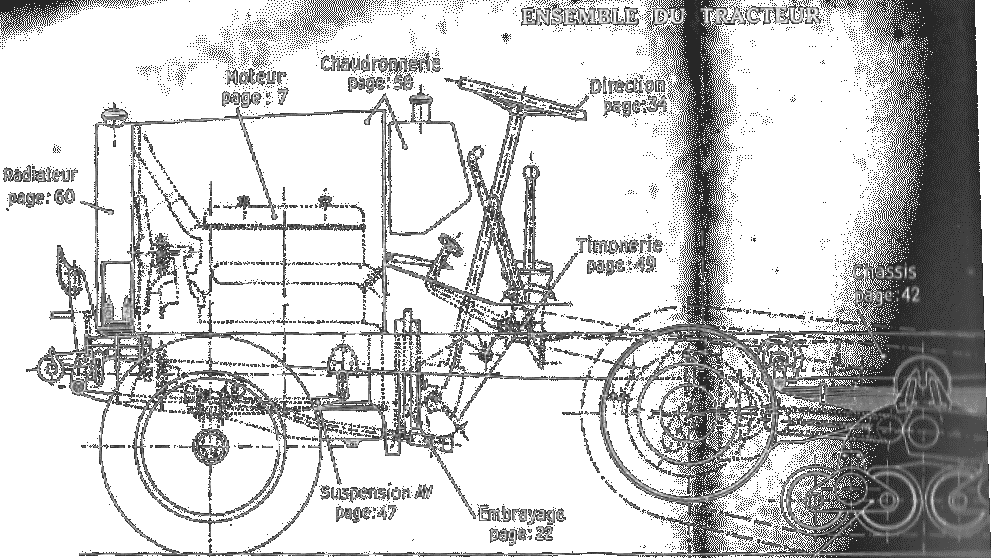 ENSEMBLE DU TRACTEUR
Moteur
page: 7
Chaudronnerie
page: 58
Direction
page: 34
Radiateur
page: 60
Timonerie
page: 49
Chassis
page: 42
Suspension AV
page: 47
Embrayage
page: 22